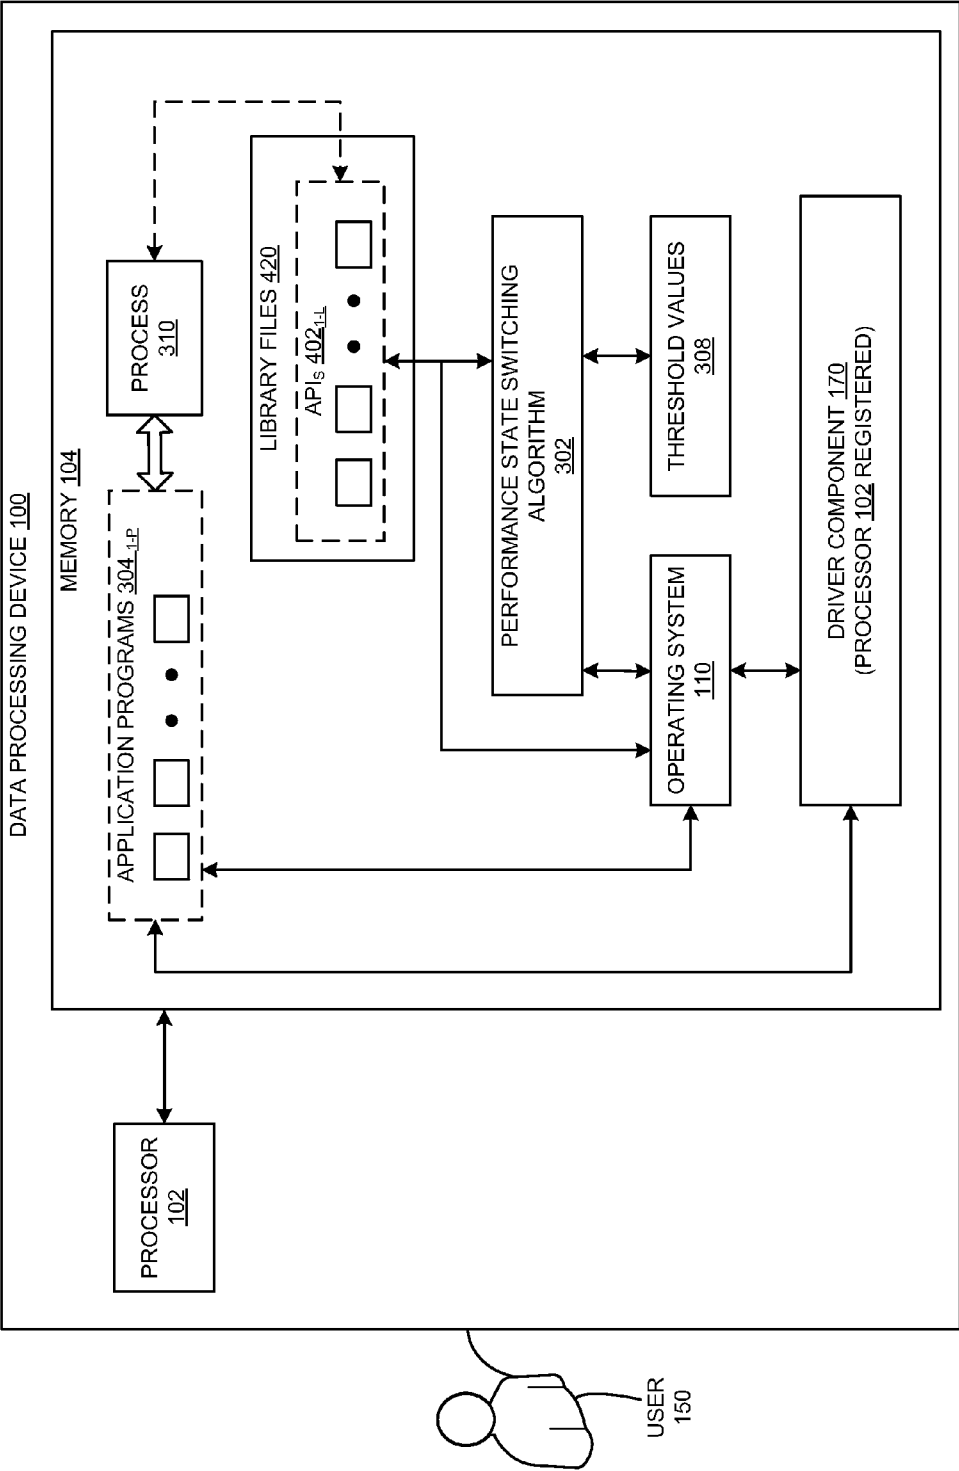 DATA PROCESSING DEVICE 100
MEMORY 104
PROCESSOR
102
APPLICATION PROGRAMS 304 1-P
PROCESS
310
LIBRARY FILES 420
APIS 402 1-L
PERFORMANCE STATE SWITCHING
ALGORITHM
302
OPERATING SYSTEM
110
THRESHOLD VALUES
308
DRIVER COMPONENT 170
(PROCESSOR 102 REGISTERED)
USER
150